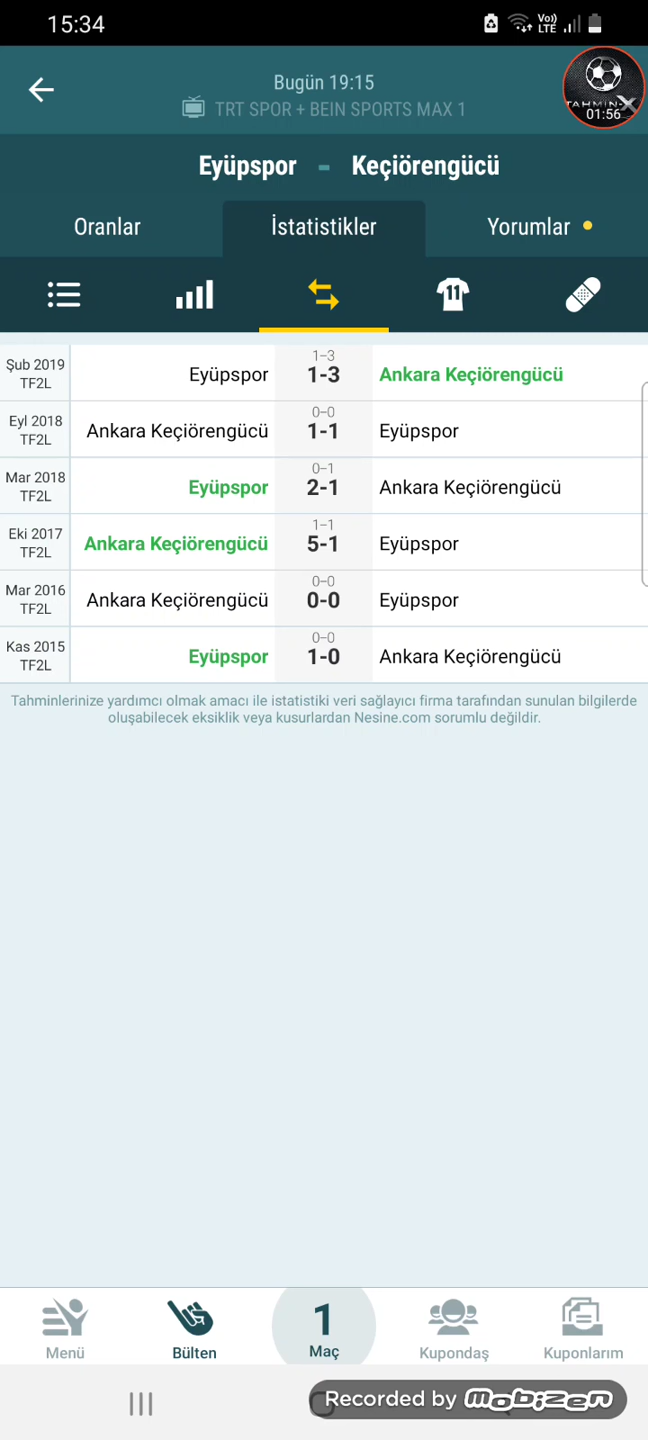 15:34
Vo))
LTE
Bugün 19:15
TRT SPOR + BEIN SPORTS MAX 1
01:56
Eyüpspor - Keçiörengücü
Oranlar
İstatistikler
Yorumlar
11
Şub 2019
TF2L
Eyüpspor
1-3
1-3
Ankara Keçiörengücü
Eyl 2018
TF2L
Ankara Keçiörengücü
0-0
1-1
Eyüpspor
Mar 2018
TF2L
Eyüpspor
0-1
2-1
Ankara Keçiörengücü
Eki 2017
TF2L
Ankara Keçiörengücü
1-1
5-1
Eyüpspor
Mar 2016
TF2L
Ankara Keçiörengücü
0-0
0-0
Eyüpspor
Kas 2015
TF2L
Eyüpspor
0-0
1-0
Ankara Keçiörengücü
Tahminlerinize yardımcı olmak amacı ile istatistiki veri sağlayıcı firma tarafından sunulan bilgilerde
oluşabilecek eksiklik veya kusurlardan Nesine.com sorumlu değildir.
Menü
Bülten
1
Maç
Kupondaş
Kuponlarım
Recorded by mobizen